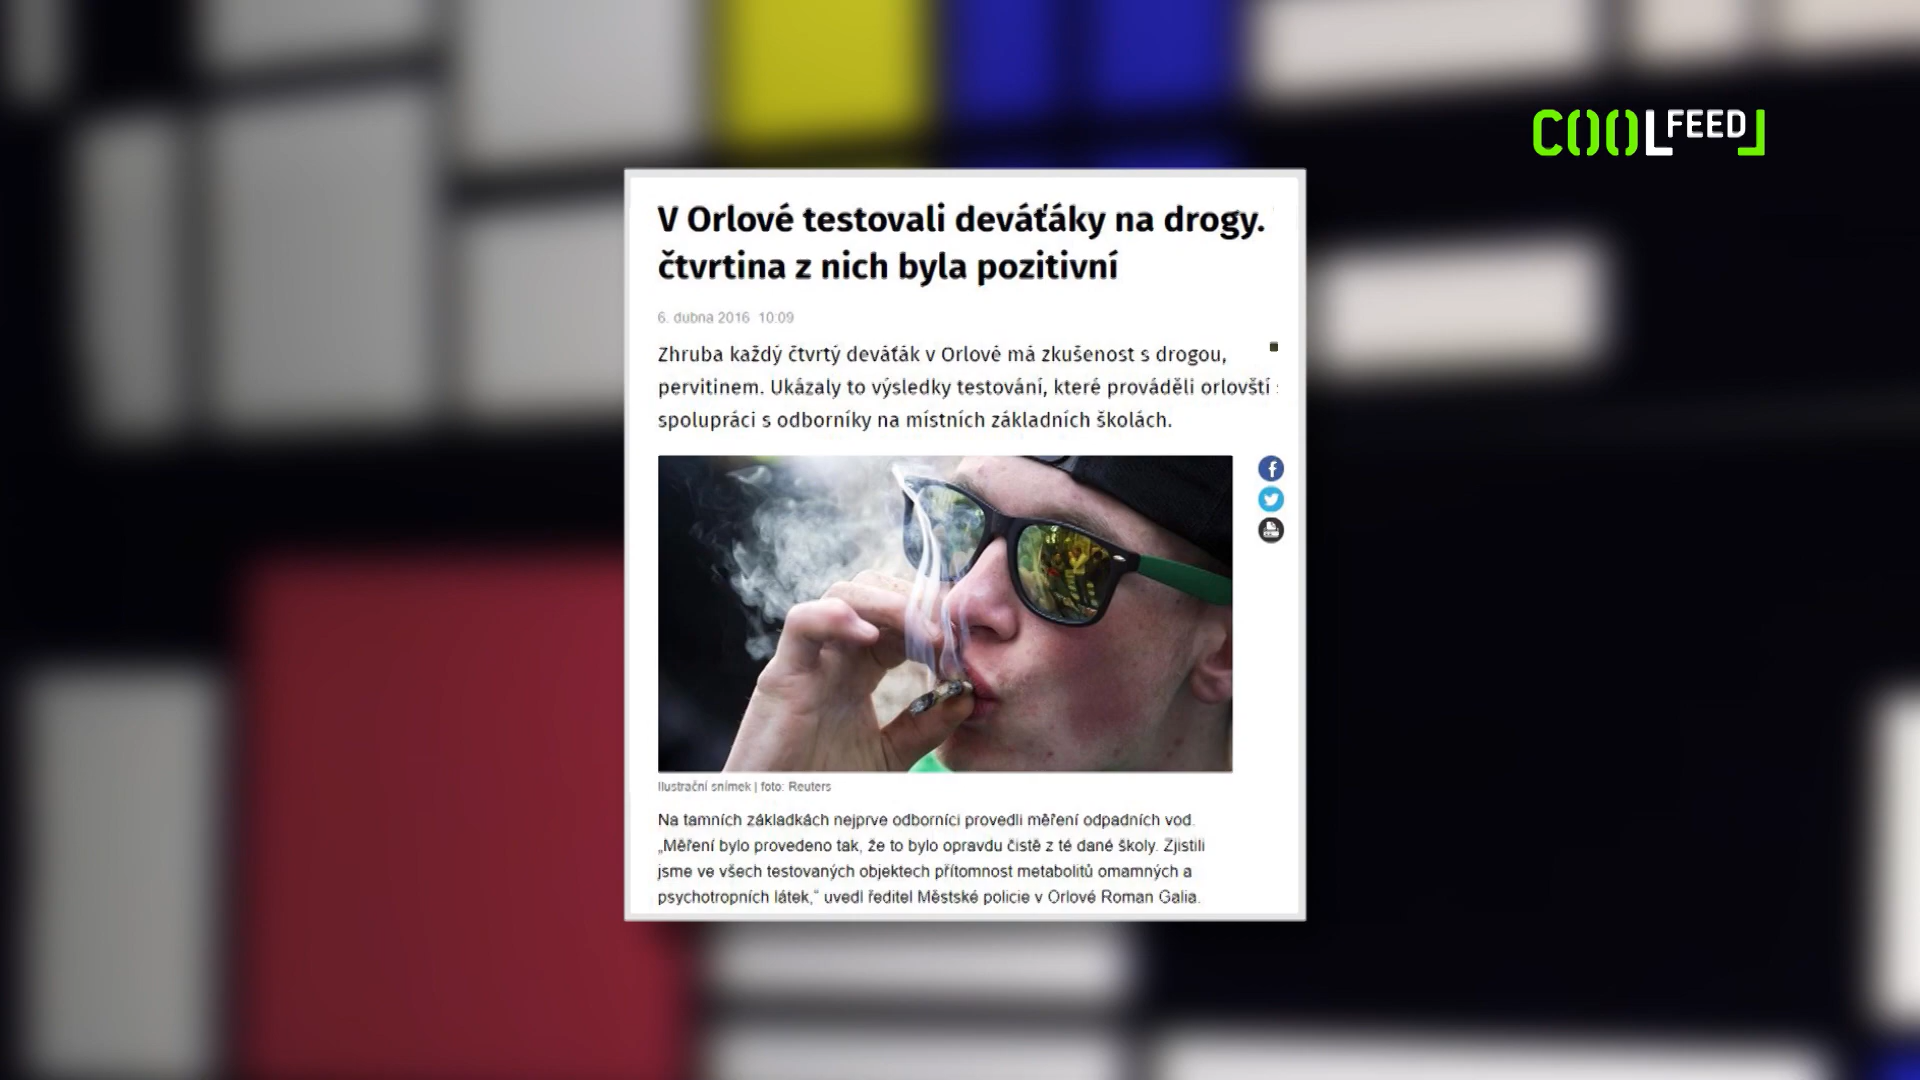 COOL FEED
V Orlové testovali deváťáky na drogy.
čtvrtina z nich byla pozitivní
6. dubna 2016 10:09
Zhruba každý čtvrtý deváťák v Orlové má zkušenost s drogou,
pervitinem. Ukázaly to výsledky testování, které prováděli orlovští
spolupráci s odborníky na místních základních školách.
Ilustrační snímek | foto: Reuters
Na tamních základkách nejprve odborníci provedli měření odpadních vod.
„Měření bylo provedeno tak, že to bylo opravdu čistě z té dané školy. Zjistili
jsme ve všech testovaných objektech přítomnost metabolitů omamných a
psychotropních látek,“ uvedl ředitel Městské policie v Orlové Roman Galia.